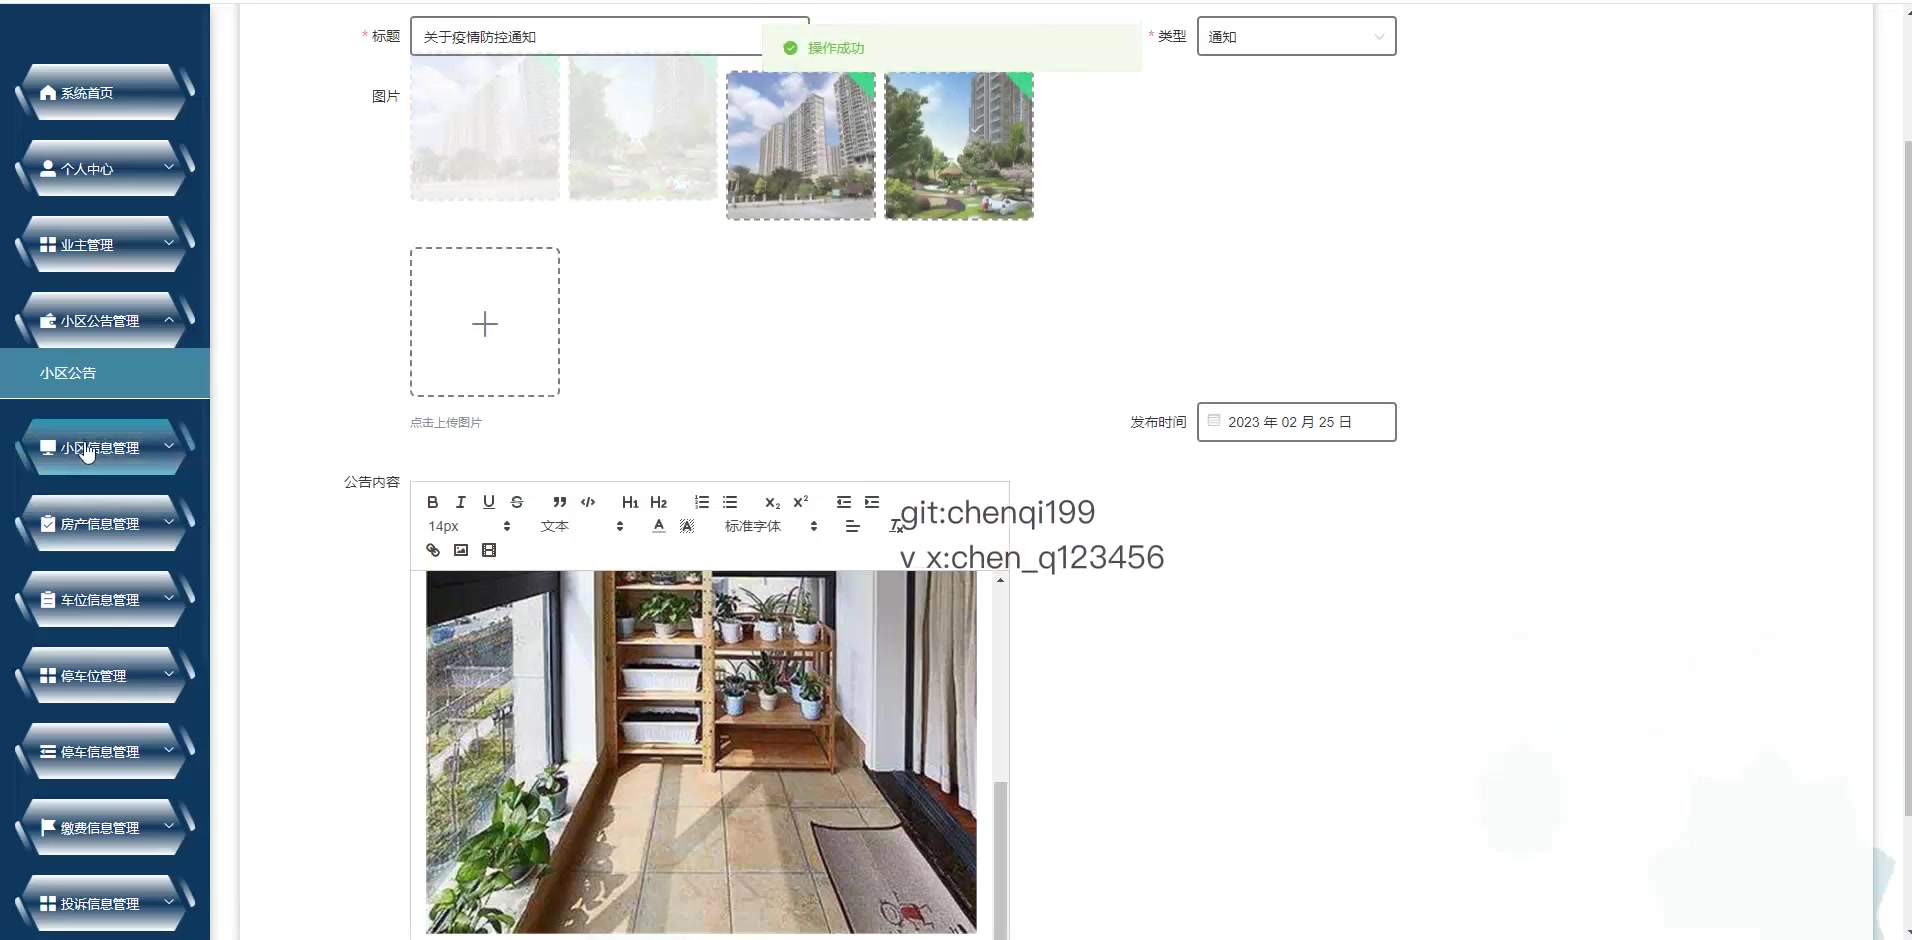 * 标题
关于疫情防控通知
操作成功
* 类型
通知
图片
点击上传图片
发布时间
2023 年 02 月 25 日
公告内容
B I U S H1 H2 X2 X2
14px 文本 A A 标准字体 Tx
git:chenqi199
v x:chen_q123456
系统首页
个人中心
业主管理
小区公告管理
小区公告
小区信息管理
房产信息管理
车位信息管理
停车位管理
停车信息管理
缴费信息管理
投诉信息管理